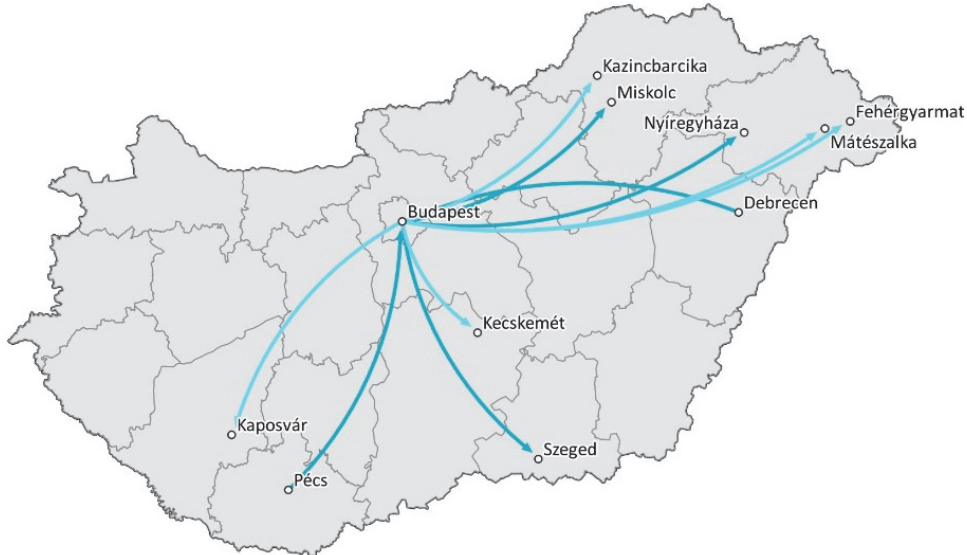 Kazincbarcika
Miskolc
Fehérgyarmat
Nyíregyháza
Mátészalka
Debrecen
Budapest
Kecskemét
Kaposvár
Szeged
Pécs